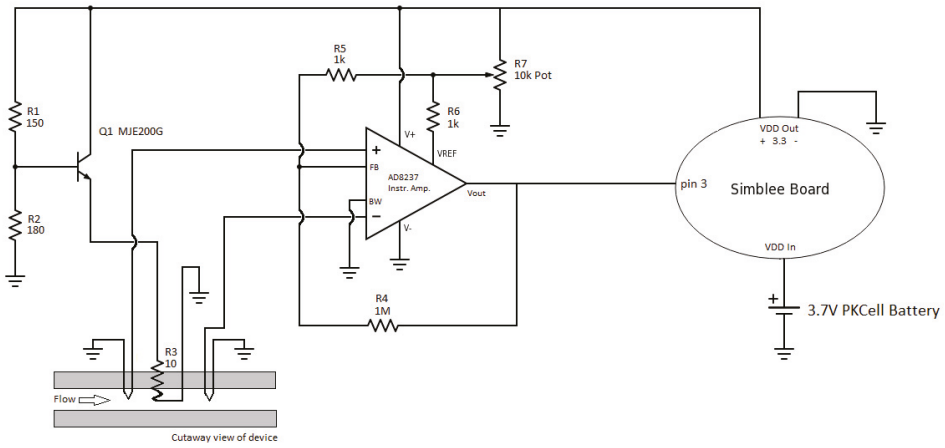 R5
1k
R7
10k Pot
R1
150
Q1 MJE200G
R6
1k
V+
VREF
+
FB
AD8237
Instr. Amp.
BW
-
V-
Vout
VDD Out
+ 3.3 -
pin 3
Simblee Board
VDD In
R2
180
R4
1M
+
3.7V PKCell Battery
R3
10
Flow
Cutaway view of device